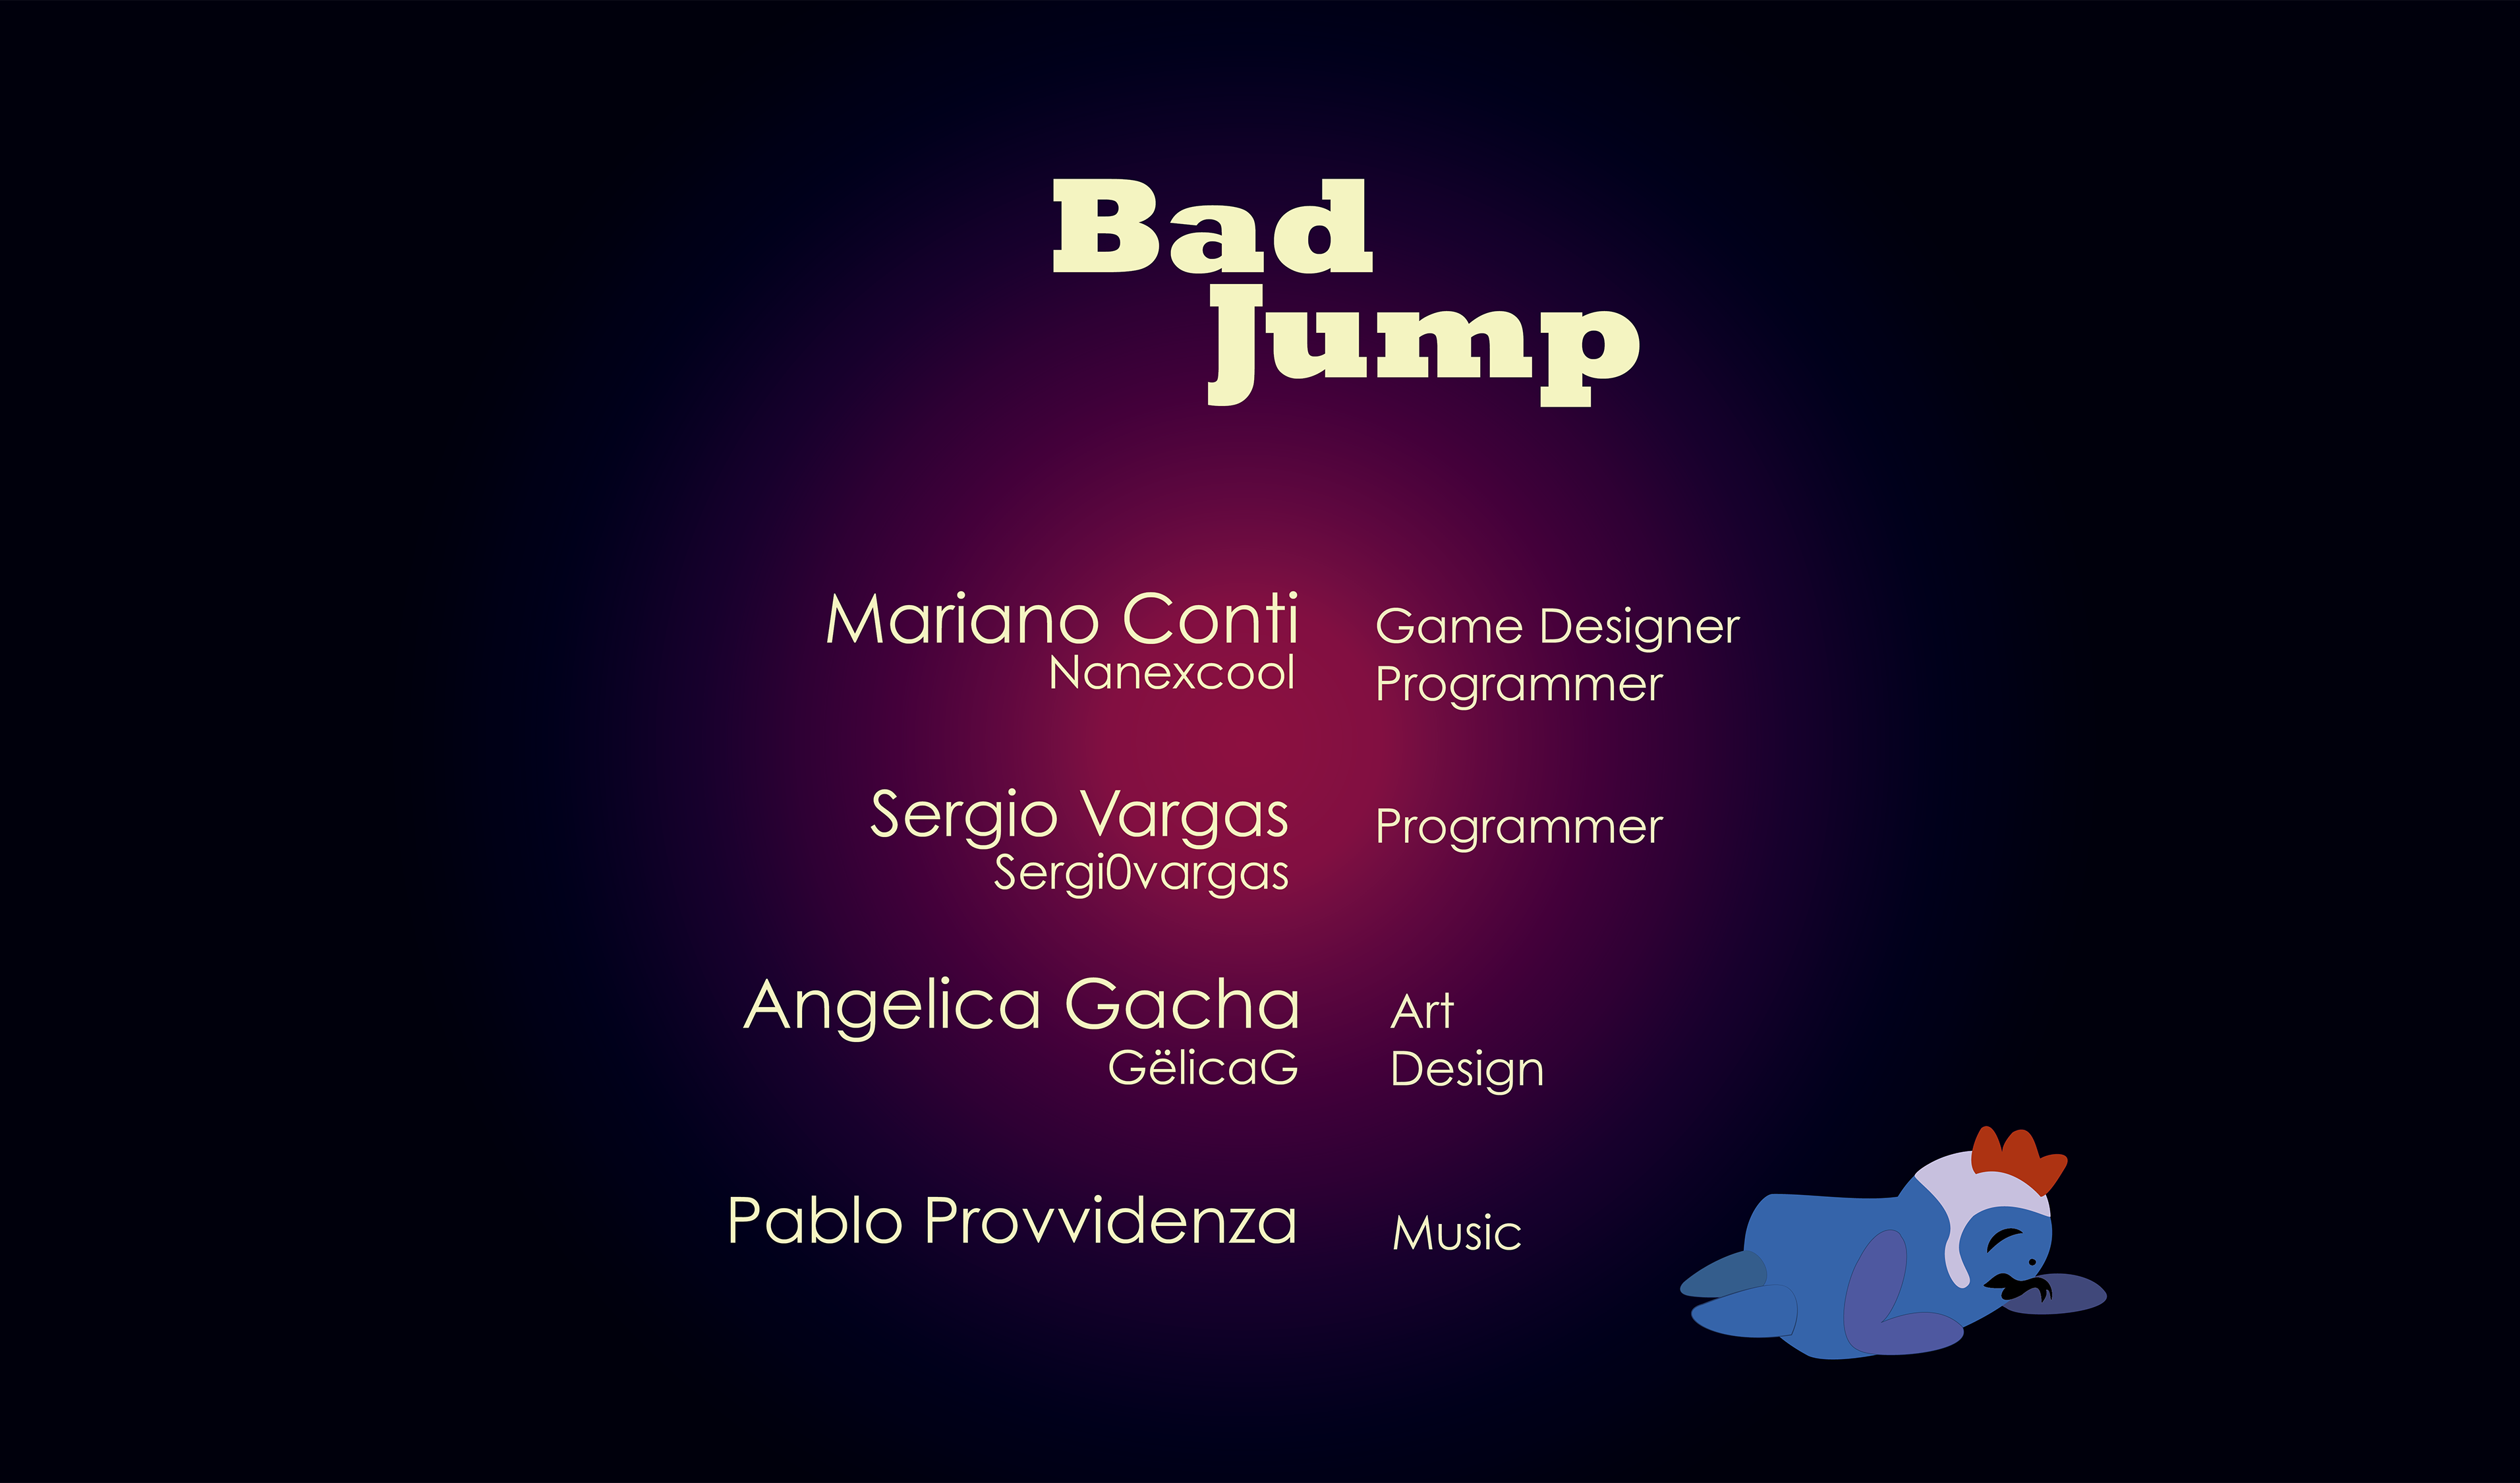 Bad
Jump
Mariano Conti
Game Designer
Nanexcool
Programmer
Sergio Vargas
Programmer
Sergi0vargas
Angelica Gacha
Art
GëlicaG
Design
Pablo Provvidenza
Music